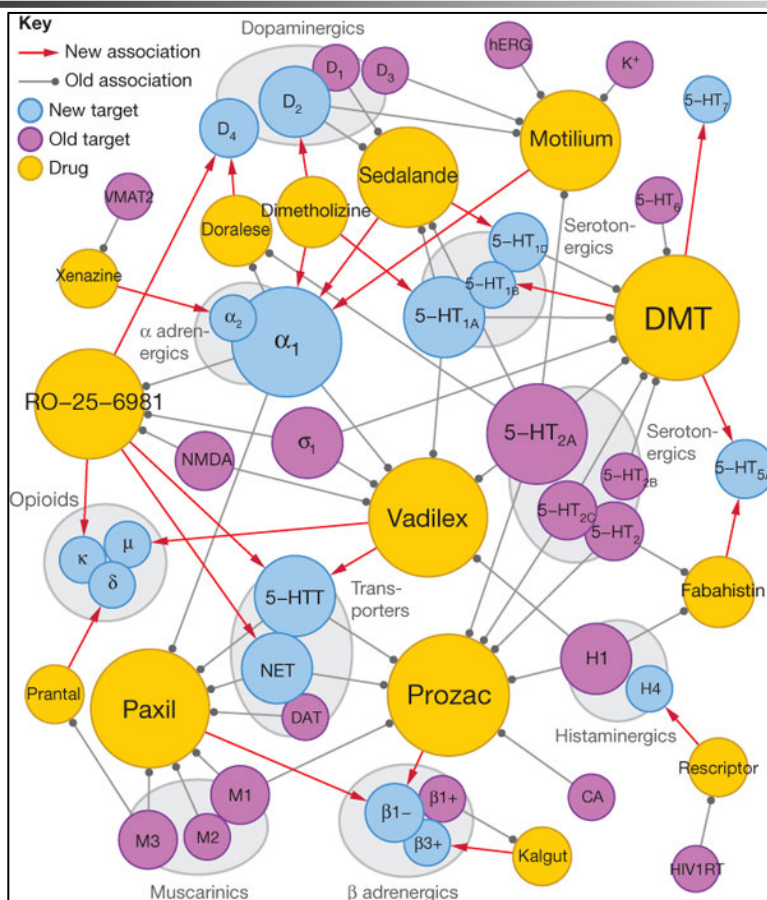 Key
New association
Old association
New target
Old target
Drug
Dopaminergics
D1
D3
D2
D4
hERG
K+
5-HT7
Motilium
Sedalande
VMAT2
Dimetholizine
Doralese
5-HT6
Seroton-
ergics
Xenazine
5-HT1D
5-HT1B
5-HT1A
DMT
α2
α1
α adren-
ergics
RO-25-6981
σ1
NMDA
5-HT2A
Seroton-
ergics
5-HT2B
5-HT5A
5-HT2C
5-HT2
Opioids
Vadilex
μ
κ
δ
5-HTT
Trans-
porters
Fabahistin
NET
DAT
H1
H4
Histaminergics
Prantal
Paxil
Prozac
Rescriptor
M1
M2
M3
Muscarinics
β1-
β1+
β3+
β adrenergics
CA
Kalgut
HIV1RT